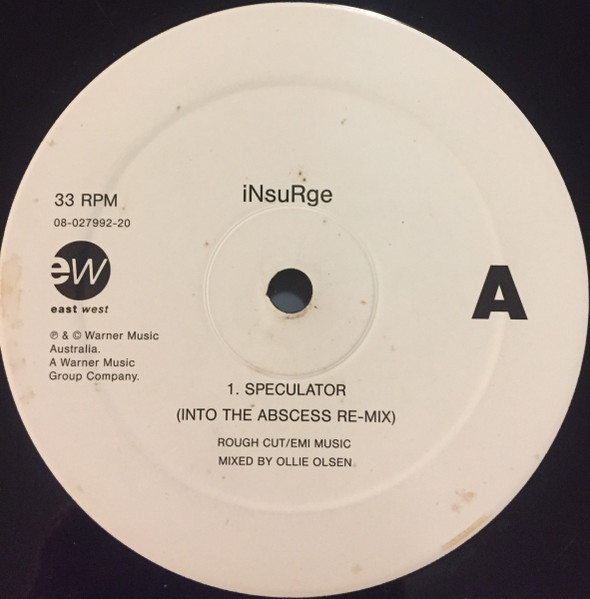 iNsuRge
33 RPM
08-027992-20
ew
east west
℗ & © Warner Music
Australia.
A Warner Music
Group Company.
A
1. SPECULATOR
(INTO THE ABSCESS RE-MIX)
ROUGH CUT/EMI MUSIC
MIXED BY OLLIE OLSEN